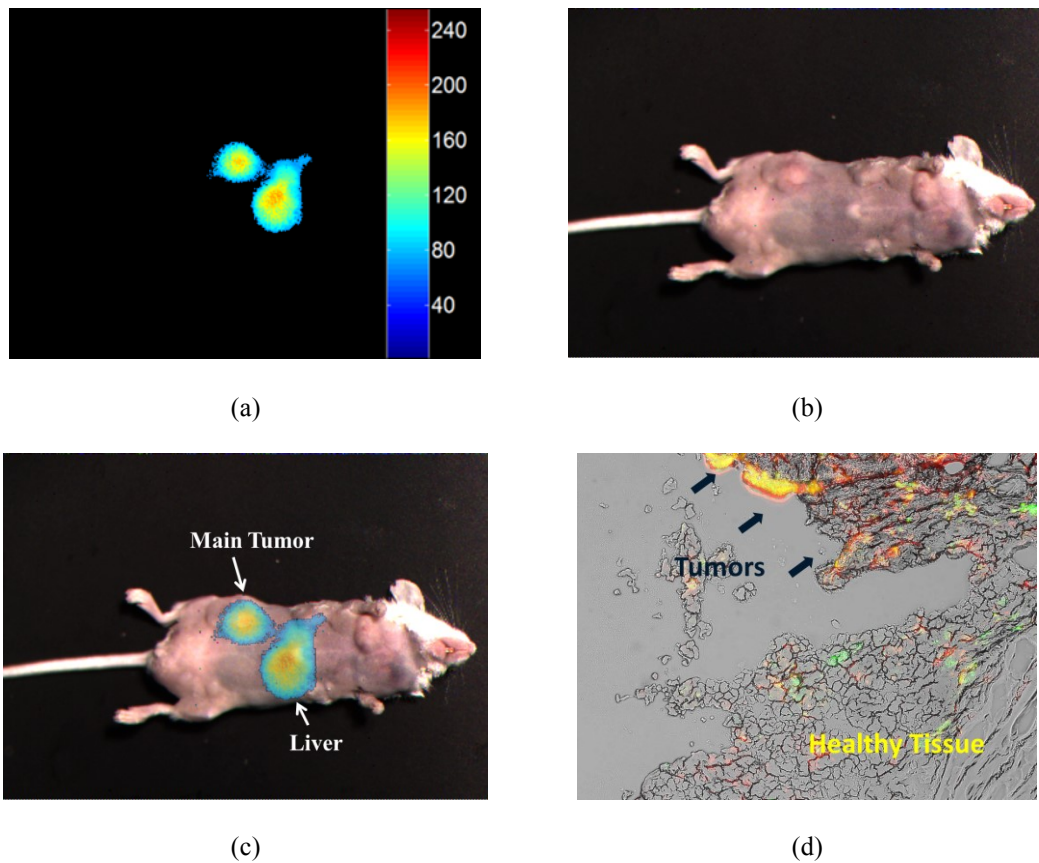 240
200
160
120
80
40
(a)
(b)
Main Tumor
Liver
(c)
Tumors
Healthy Tissue
(d)